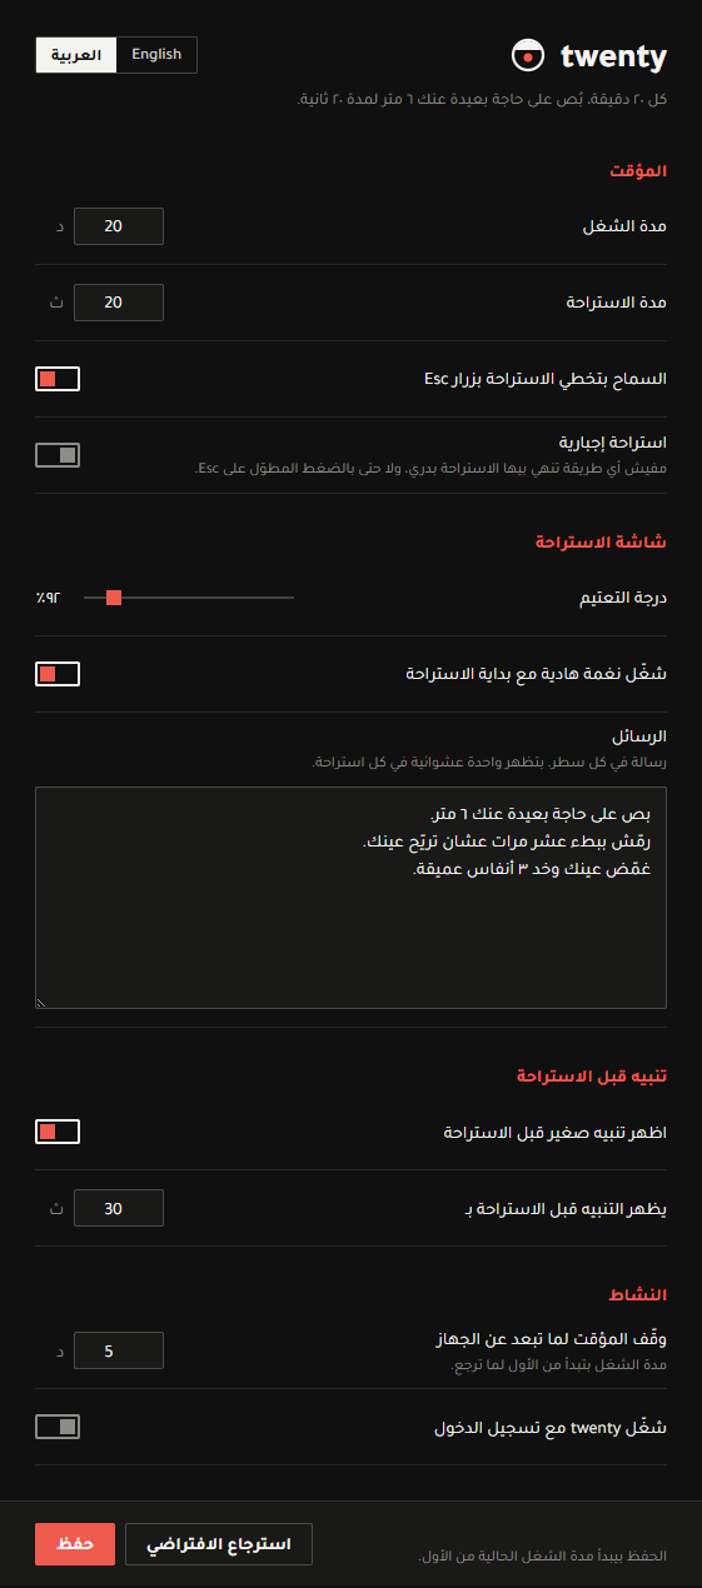 twenty
English
العربية
كل ٢٠ دقيقة، بُص على حاجة بعيدة عنك ٦ متر لمدة ٢٠ ثانية.
المؤقت
مدة الشغل
20 د
مدة الاستراحة
20 ث
السماح بتخطي الاستراحة بزرار Esc
استراحة إجبارية
مفيش أي طريقة تنهي بيها الاستراحة بدري، ولا حتى بالضغط المطوّل على Esc.
شاشة الاستراحة
درجة التعتيم
٩٢٪
شغّل نغمة هادية مع بداية الاستراحة
الرسائل
رسالة في كل سطر. بتظهر واحدة عشوائية في كل استراحة.
بص على حاجة بعيدة عنك ٦ متر.
رمّش ببطء عشر مرات عشان تريّح عينك.
غمّض عينك وخد ٣ أنفاس عميقة.
تنبيه قبل الاستراحة
اظهر تنبيه صغير قبل الاستراحة
يظهر التنبيه قبل الاستراحة بـ
30 ث
النشاط
وقّف المؤقت لما تبعد عن الجهاز
5 د
مدة الشغل بتبدأ من الأول لما ترجع.
شغّل twenty مع تسجيل الدخول
الحفظ بيبدأ مدة الشغل الحالية من الأول.
استرجاع الافتراضي
حفظ